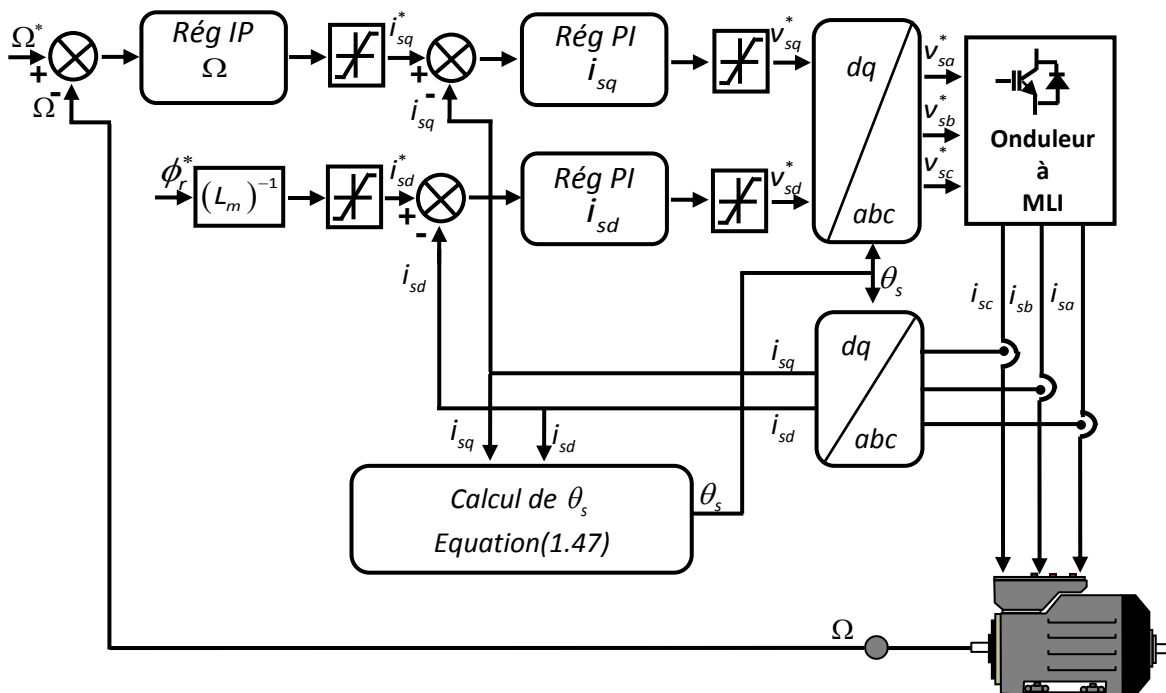 Ω*
+
-
Ω
Rég IP
Ω
i*sq
+
-
isq
Rég PI
isq
v*sq
dq
abc
v*sa
v*sb
v*sc
Onduleur
à
MLI
ϕ*r
(Lm)⁻¹
i*sd
+
-
isd
Rég PI
isd
v*sd
θs
isc
isb
isa
dq
abc
isq
isd
isq
isd
Calcul de θs
Equation(1.47)
θs
Ω